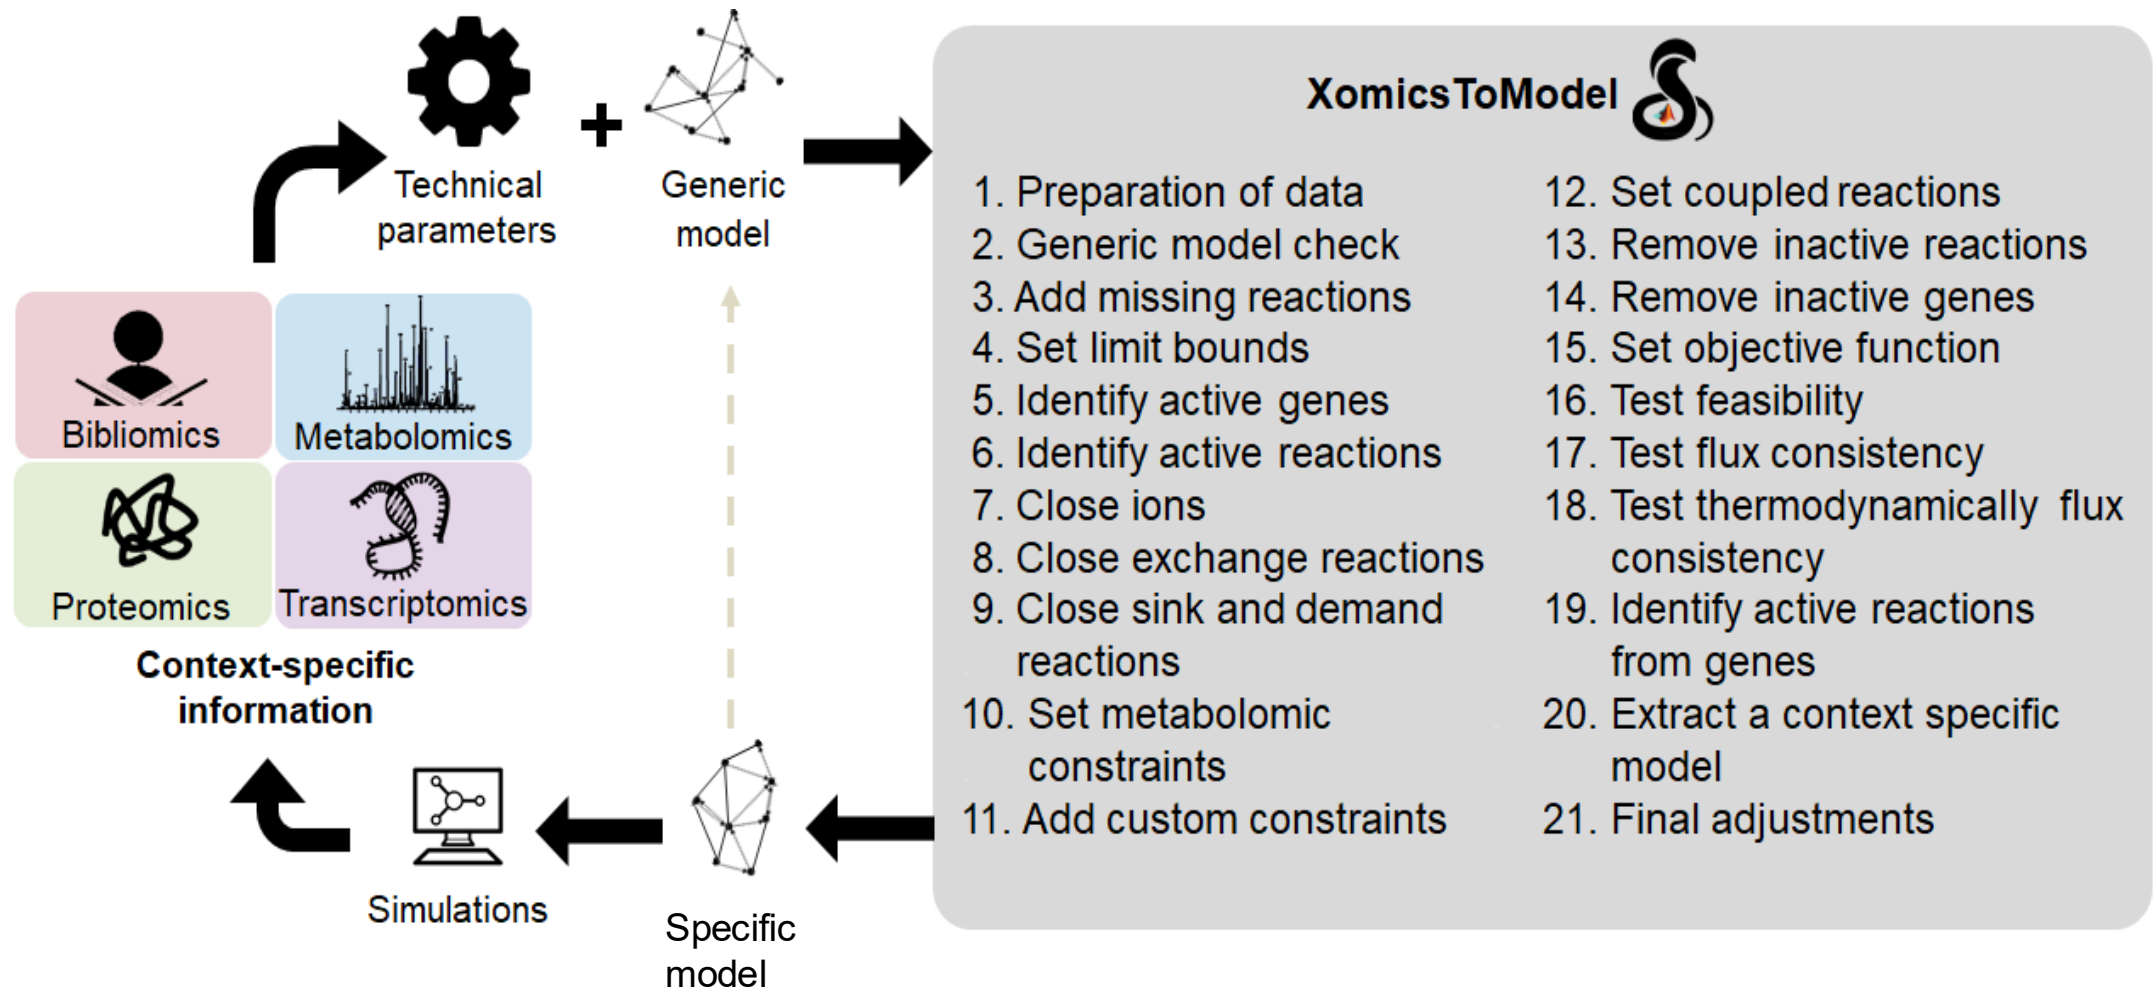 Technical
parameters
+
Generic
model
Bibliomics
Metabolomics
Proteomics
Transcriptomics
Context-specific
information
Simulations
Specific
model
XomicsToModel
1. Preparation of data
2. Generic model check
3. Add missing reactions
4. Set limit bounds
5. Identify active genes
6. Identify active reactions
7. Close ions
8. Close exchange reactions
9. Close sink and demand
reactions
10. Set metabolomic
constraints
11. Add custom constraints
12. Set coupled reactions
13. Remove inactive reactions
14. Remove inactive genes
15. Set objective function
16. Test feasibility
17. Test flux consistency
18. Test thermodynamically flux
consistency
19. Identify active reactions
from genes
20. Extract a context specific
model
21. Final adjustments